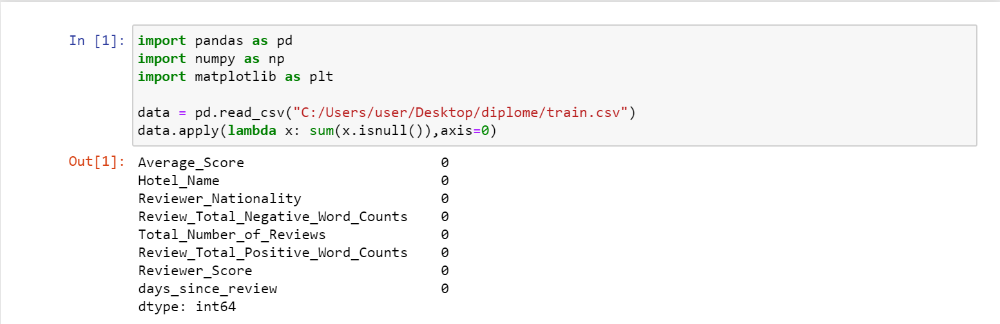 In [1]: import pandas as pd
import numpy as np
import matplotlib as plt
data = pd.read_csv("C:/Users/user/Desktop/diplome/train.csv")
data.apply(lambda x: sum(x.isnull()),axis=0)
Out[1]: Average_Score 0
Hotel_Name 0
Reviewer_Nationality 0
Review_Total_Negative_Word_Counts 0
Total_Number_of_Reviews 0
Review_Total_Positive_Word_Counts 0
Reviewer_Score 0
days_since_review 0
dtype: int64